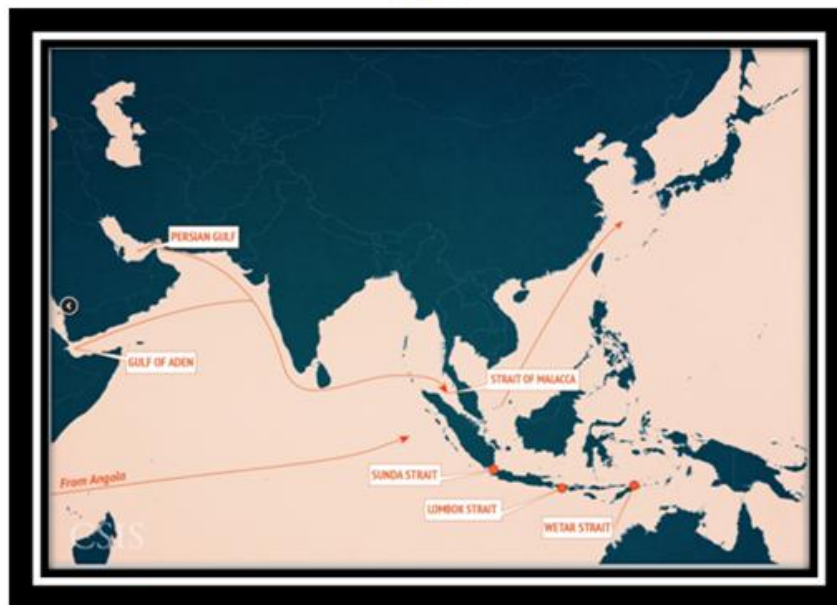 PERSIAN GULF
GULF OF ADEN
STRAIT OF MALACCA
From Angola
SUNDA STRAIT
LOMBOK STRAIT
WETAR STRAIT
CSIS